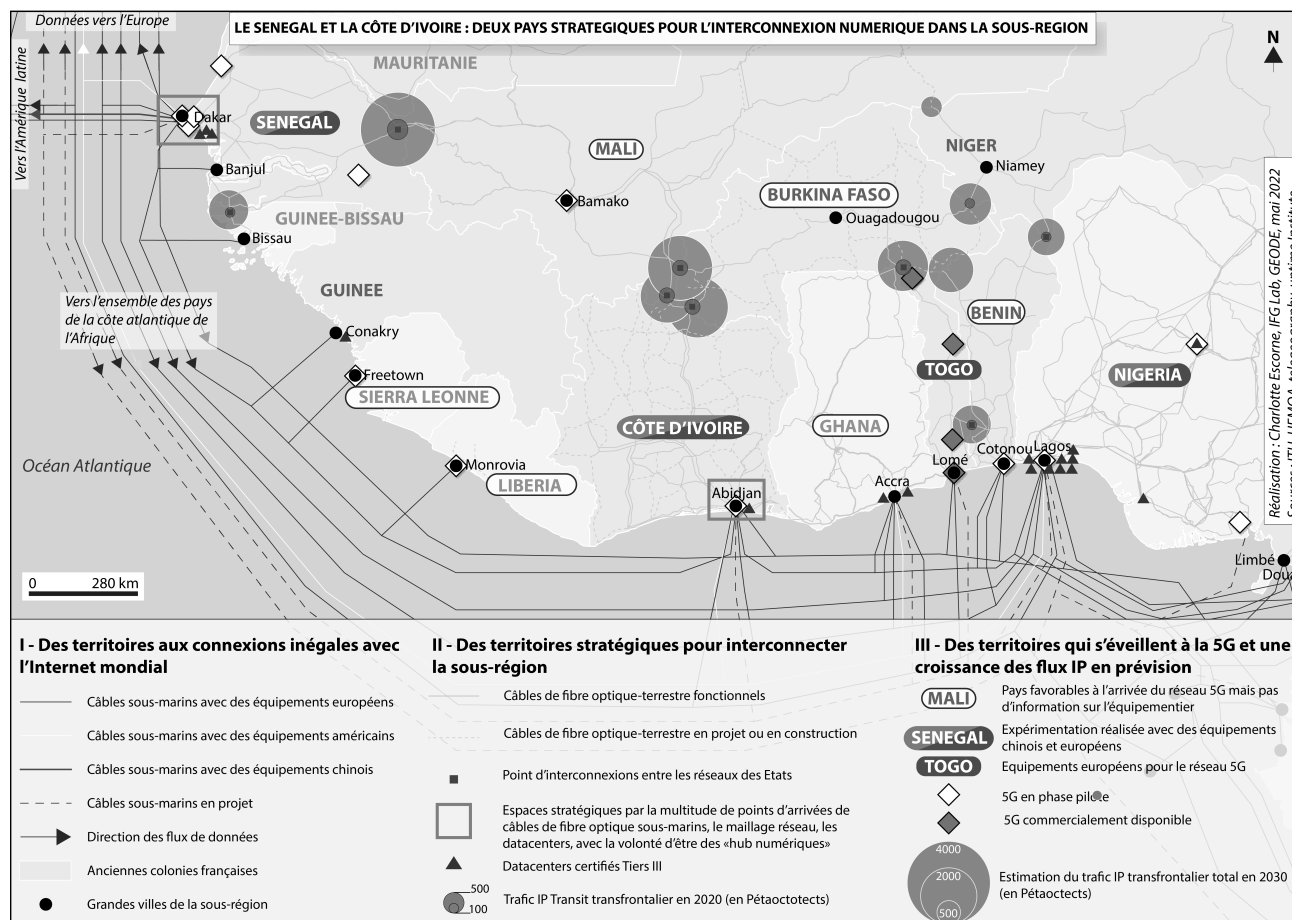 LE SENEGAL ET LA CÔTE D'IVOIRE : DEUX PAYS STRATEGIQUES POUR L'INTERCONNEXION NUMERIQUE DANS LA SOUS-REGION
Données vers l'Europe
Vers l'Amérique latine
N
MAURITANIE
Dakar
SENEGAL
MALI
NIGER
Niamey
Banjul
Bamako
BURKINA FASO
Ouagadougou
GUINEE-BISSAU
Bissau
GUINEE
Vers l'ensemble des pays
de la côte atlantique de
l'Afrique
Conakry
BENIN
Freetown
SIERRA LEONNE
TOGO
NIGERIA
CÔTE D'IVOIRE
GHANA
Océan Atlantique
Monrovia
LIBERIA
Abidjan
Accra
Lomé
Cotonou
Lagos
Limbé
Doua
0 280 km
Réalisation : Charlotte Escorne, IFG Lab, GEODE, mai 2022
I - Des territoires aux connexions inégales avec
l'Internet mondial
Câbles sous-marins avec des équipements européens
Câbles sous-marins avec des équipements américains
Câbles sous-marins avec des équipements chinois
Câbles sous-marins en projet
Direction des flux de données
Anciennes colonies françaises
Grandes villes de la sous-région
II - Des territoires stratégiques pour interconnecter
la sous-région
Câbles de fibre optique-terrestre fonctionnels
Câbles de fibre optique-terrestre en projet ou en construction
Point d'interconnexions entre les réseaux des Etats
Espaces stratégiques par la multitude de points d'arrivées de
câbles de fibre optique sous-marins, le maillage réseau, les
datacenters, avec la volonté d'être des «hub numériques»
Datacenters certifiés Tiers III
500
100
Trafic IP Transit transfrontalier en 2020 (en Pétaoctotects)
III - Des territoires qui s'éveillent à la 5G et une
croissance des flux IP en prévision
MALI
Pays favorables à l'arrivée du réseau 5G mais pas
d'information sur l'équipementier
SENEGAL
Expérimentation réalisée avec des équipements
chinois et européens
TOGO
Equipements européens pour le réseau 5G
5G en phase pilote
5G commercialement disponible
4000
2000
500
Estimation du trafic IP transfrontalier total en 2030
(en Pétaoctects)